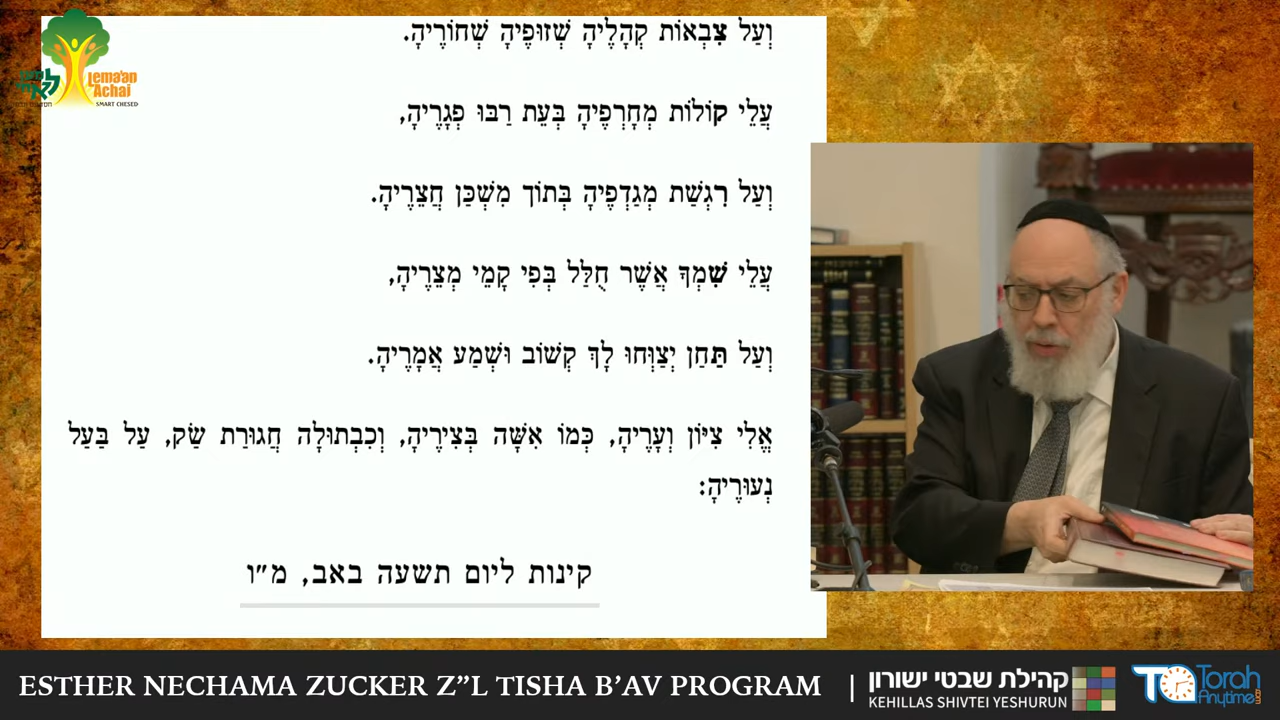 וְעַל צִבְאוֹת קְהָלֶיהָ שְׁזוּפֶיהָ שְׁחוֹרֶיהָ.
עֲלֵי קוֹלוֹת מְחָרְפֶיהָ בְּעֵת רַבּוּ פְגָרֶיהָ,
וְעַל רִגְשַׁת מְגַדְפֶיהָ בְּתוֹךְ מִשְׁכַּן חֲצֵרֶיהָ.
עֲלֵי שִׁמְךָ אֲשֶׁר חֻלַּל בְּפִי קָמֵי מְצֵרֶיהָ,
וְעַל תַּחַן יְצַוְּחוּ לָךְ קְשׁוֹב וּשְׁמַע אֲמָרֶיהָ.
אֱלִי צִיּוֹן וְעָרֶיהָ, כְּמוֹ אִשָּׁה בְּצִירֶיהָ, וְכִבְתוּלָה חֲגוּרַת שַׂק, עַל בַּעַל
נְעוּרֶיהָ:
קינות ליום תשעה באב, מ״ו
Lema'an
Achai
SMART CHESED
ESTHER NECHAMA ZUCKER Z”L TISHA B’AV PROGRAM |
קהילת שבטי ישורון
KEHILLAS SHIVTEI YESHURUN
TA Torah
Anytime.com